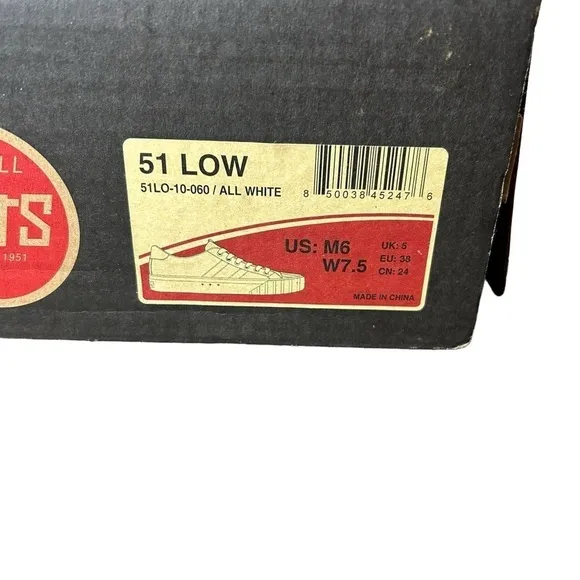 LL
TS
1951
51 LOW
51LO-10-060 / ALL WHITE
8 50038 45247 6
US: M6
W7.5
UK: 5
EU: 38
CN: 24
MADE IN CHINA